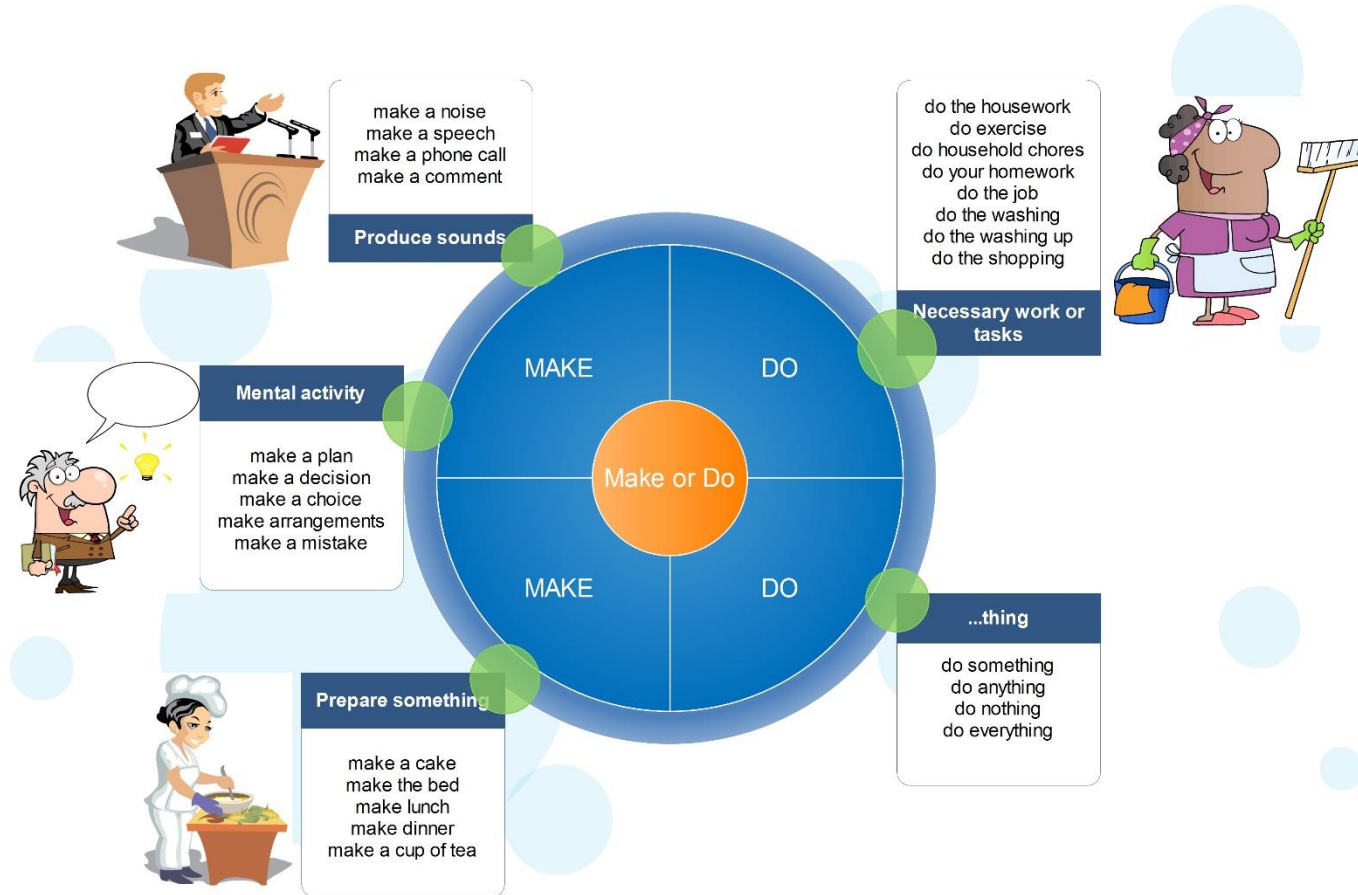 make a noise
make a speech
make a phone call
make a comment
Produce sounds
do the housework
do exercise
do household chores
do your homework
do the job
do the washing
do the washing up
do the shopping
Necessary work or
tasks
Mental activity
make a plan
make a decision
make a choice
make arrangements
make a mistake
MAKE
DO
Make or Do
MAKE
DO
Prepare something
make a cake
make the bed
make lunch
make dinner
make a cup of tea
...thing
do something
do anything
do nothing
do everything